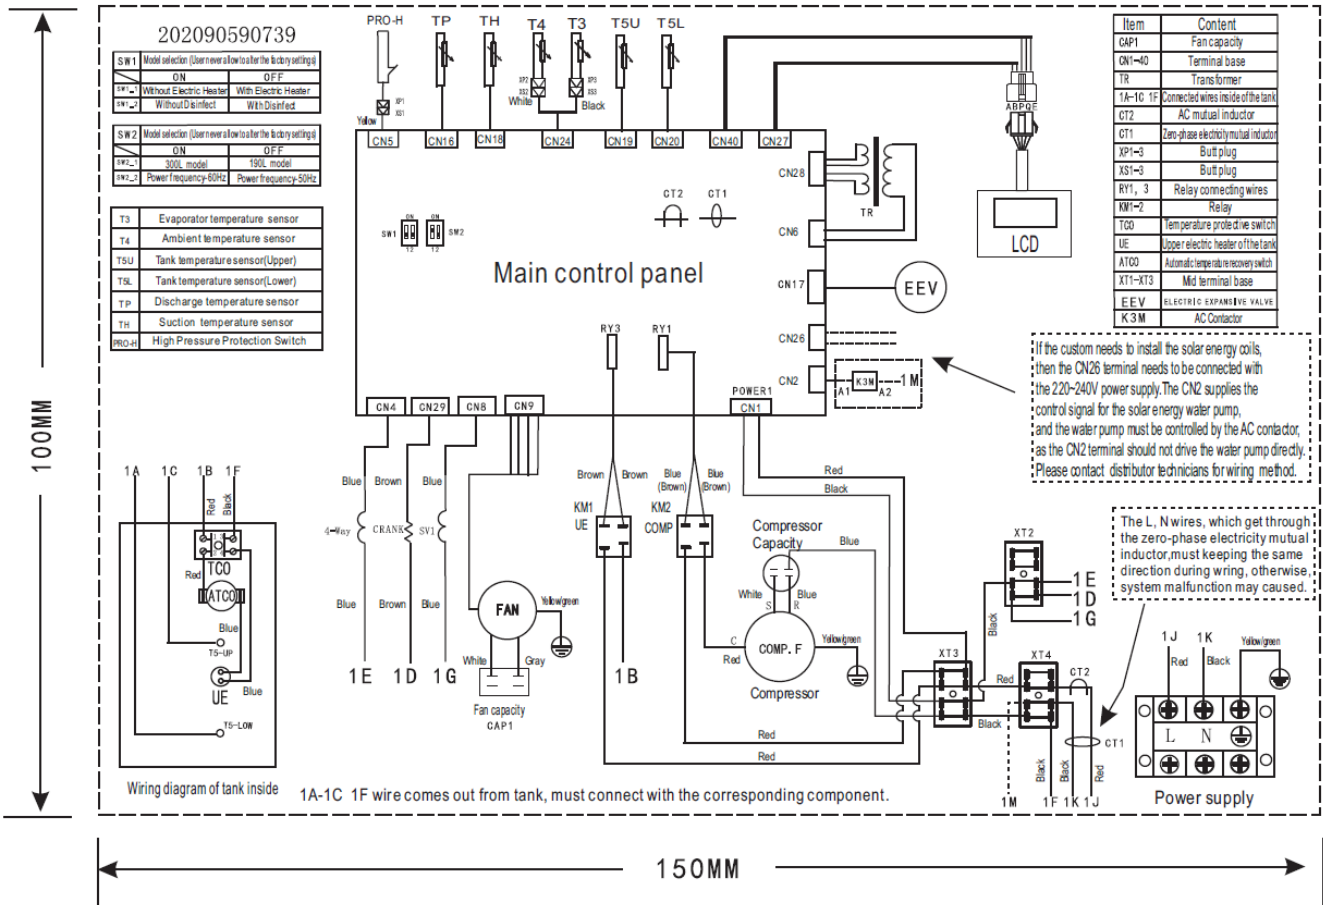 202090590739
SW1 Model selection (User never allow to alter the factory settings)
ON OFF
SW1_1 Without Electric Heater With Electric Heater
SW1_2 Without Disinfect With Disinfect
SW2 Model selection (User never allow to alter the factory settings)
ON OFF
SW2_1 300L model 190L model
SW2_2 Power frequency-60Hz Power frequency-50Hz
T3 Evaporator temperature sensor
T4 Ambient temperature sensor
T5U Tank temperature sensor(Upper)
T5L Tank temperature sensor(Lower)
TP Discharge temperature sensor
TH Suction temperature sensor
PRO-H High Pressure Protection Switch
PRO-H TP TH T4 T3 T5U T5L
XP2 XS2 XP3 XS3
White Black
XP1
XS1
Yellow
CN5 CN16 CN18 CN24 CN19 CN20 CN40 CN27
ABPQE
LCD
CN28
TR
CN6
CN17
EEV
CN26
CN2
A1 K3M A2 1M
CT2 CT1
SW1 ON 12 ON 12 SW2
Main control panel
RY3 RY1
POWER1
CN4 CN29 CN8 CN9 CN1
Item Content
CAP1 Fan capacity
CN1-40 Terminal base
TR Transformer
1A-1C 1F Connected wires inside of the tank
CT2 AC mutual inductor
CT1 Zero-phase electricity mutual inductor
XP1-3 Butt plug
XS1-3 Butt plug
RY1, 3 Relay connecting wires
KM1-2 Relay
TCO Temperature protective switch
UE Upper electric heater of the tank
ATCO Automatic temperature recovery switch
XT1-XT3 Mid terminal base
EEV ELECTRIC EXPANSIVE VALVE
K3M AC Contactor
If the custom needs to install the solar energy coils,
then the CN26 terminal needs to be connected with
the 220~240V power supply.The CN2 supplies the
control signal for the solar energy water pump,
and the water pump must be controlled by the AC contactor,
as the CN2 terminal should not drive the water pump directly.
Please contact distributor technicians for wiring method.
The L, N wires, which get through
the zero-phase electricity mutual
inductor,must keeping the same
direction during wring, otherwise,
system malfunction may caused.
100MM
1A 1C 1B 1F
Red Black
TCO
Red
ATCO
Blue
T5-UP
UE
Blue
T5-LOW
Wiring diagram of tank inside
Blue Brown Blue
4-Way CRANK SV1
Blue Brown Blue
1E 1D 1G
FAN
Yellow/green
White Gray
Fan capacity
CAP1
Brown Brown
Blue (Brown) Blue (Brown)
KM1
UE
KM2
COMP
1B
Red
Black
Compressor
Capacity
Blue
White Blue
S R
C
Red
COMP.F
Yellow/green
Compressor
Red
Red
XT2
1E
1D
1G
Black
XT3
Red
Black
XT4
CT2
CT1
Black Black Red
1M 1F 1K 1J
1J 1K
Red Black Yellow/green
L N
Power supply
1A-1C 1F wire comes out from tank, must connect with the corresponding component.
150MM